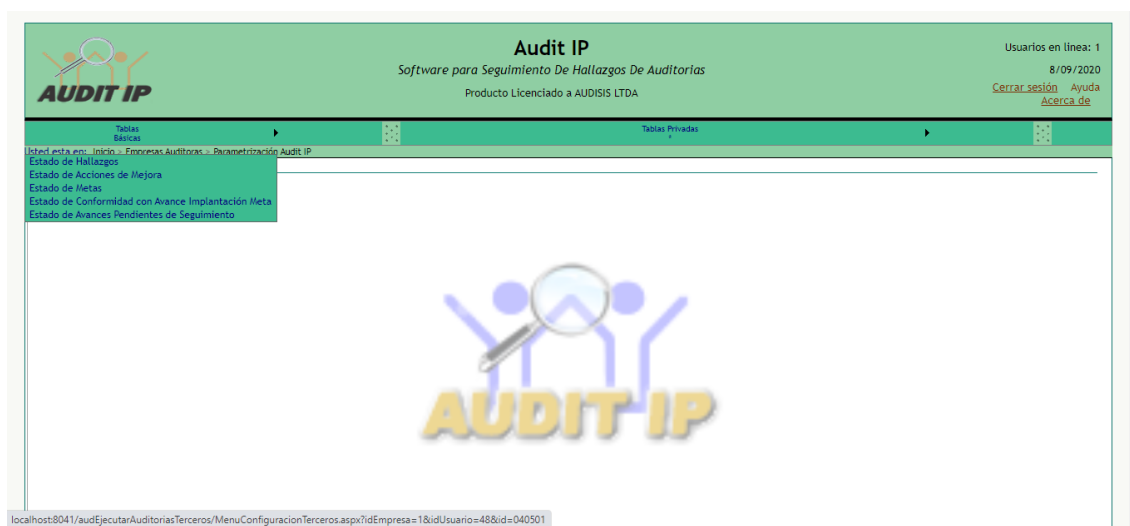 AUDIT IP
Audit IP
Software para Seguimiento De Hallazgos De Auditorias
Producto Licenciado a AUDISIS LTDA
Usuarios en linea: 1
8/09/2020
Cerrar sesión Ayuda
Acerca de
Tablas
Básicas
Tablas Privadas
Usted esta en: Inicio > Empresas Auditoras > Parametrización Audit IP
Estado de Hallazgos
Estado de Acciones de Mejora
Estado de Metas
Estado de Conformidad con Avance Implantación Meta
Estado de Avances Pendientes de Seguimiento
AUDIT IP
localhost:8041/audEjecutarAuditoriasTerceros/MenuConfiguracionTerceros.aspx?idEmpresa=1&idUsuario=48&id=040501